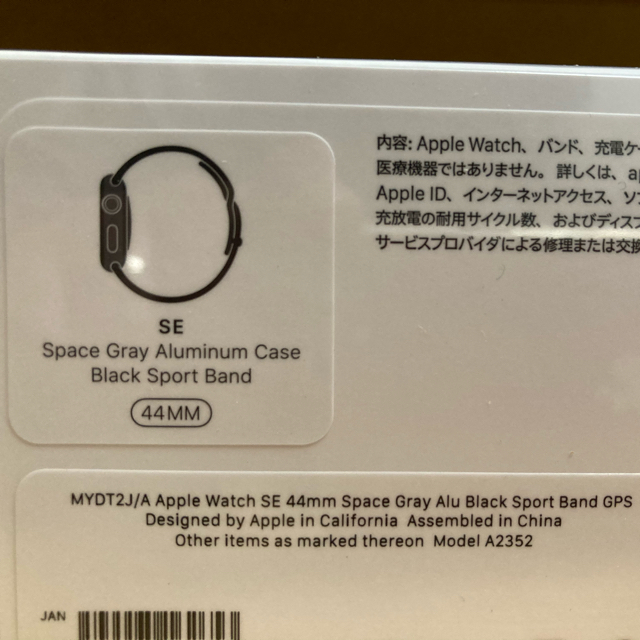 SE
Space Gray Aluminum Case
Black Sport Band
44MM
内容: Apple Watch、バンド、充電ケ
医療機器ではありません。詳しくは、ap
Apple ID、インターネットアクセス、ソフ
充放電の耐用サイクル数、およびディスプ
サービスプロバイダによる修理または交換
MYDT2J/A Apple Watch SE 44mm Space Gray Alu Black Sport Band GPS
Designed by Apple in California Assembled in China
Other items as marked thereon Model A2352
JAN